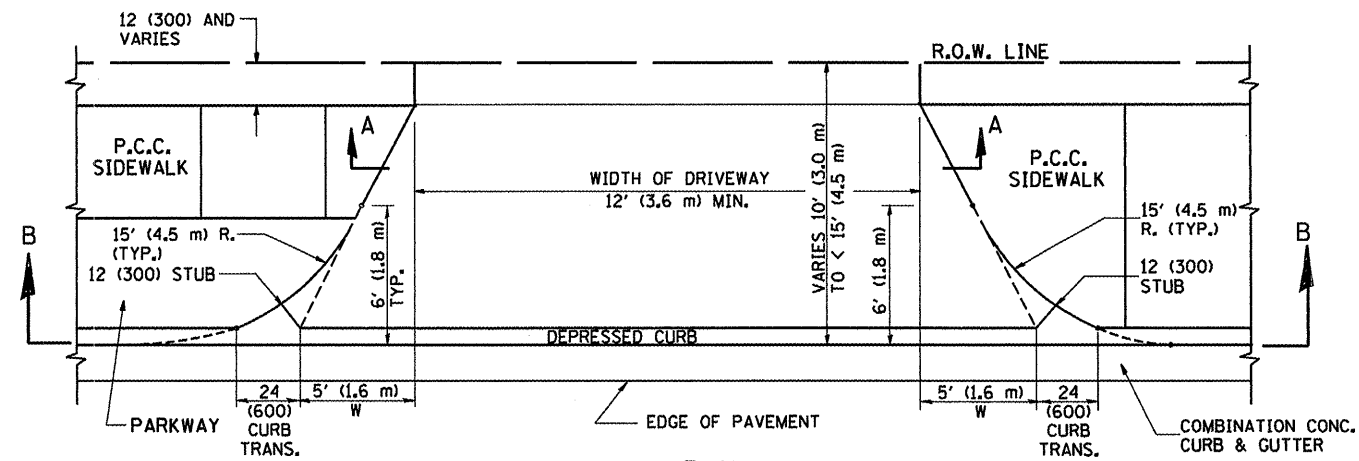 12 (300) AND
VARIES
R.O.W. LINE
A
A
P.C.C.
SIDEWALK
P.C.C.
SIDEWALK
WIDTH OF DRIVEWAY
12' (3.6 m) MIN.
VARIES 10' (3.0 m)
TO < 15' (4.5 m)
15' (4.5 m) R.
(TYP.)
12 (300) STUB
6' (1.8 m)
TYP.
6' (1.8 m)
15' (4.5 m)
R. (TYP.)
12 (300)
STUB
B
B
DEPRESSED CURB
24
(600)
CURB
TRANS.
5' (1.6 m)
W
5' (1.6 m)
W
24
(600)
CURB
TRANS.
PARKWAY
EDGE OF PAVEMENT
COMBINATION CONC.
CURB & GUTTER